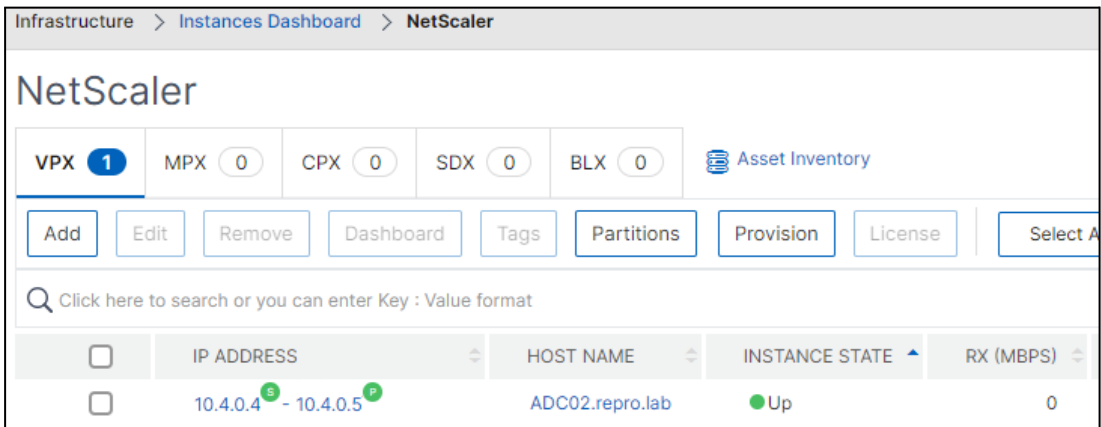 Infrastructure > Instances Dashboard > NetScaler
NetScaler
VPX 1 MPX 0 CPX 0 SDX 0 BLX 0 Asset Inventory
Add Edit Remove Dashboard Tags Partitions Provision License Select A
Click here to search or you can enter Key : Value format
IP ADDRESS HOST NAME INSTANCE STATE RX (MBPS)
10.4.0.4 S - 10.4.0.5 P ADC02.repro.lab Up 0